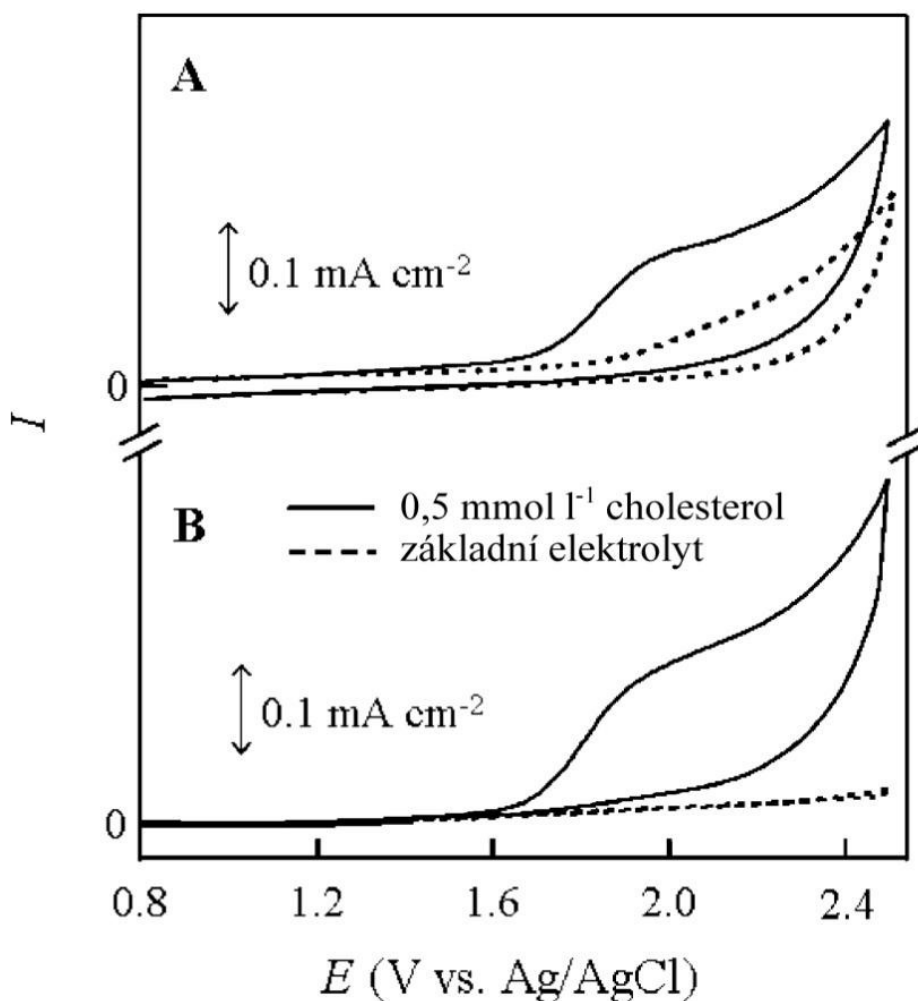 A
0.1 mA cm⁻²
0
I
B
0,5 mmol l⁻¹ cholesterol
základní elektrolyt
0.1 mA cm⁻²
0
0.8 1.2 1.6 2.0 2.4
E (V vs. Ag/AgCl)